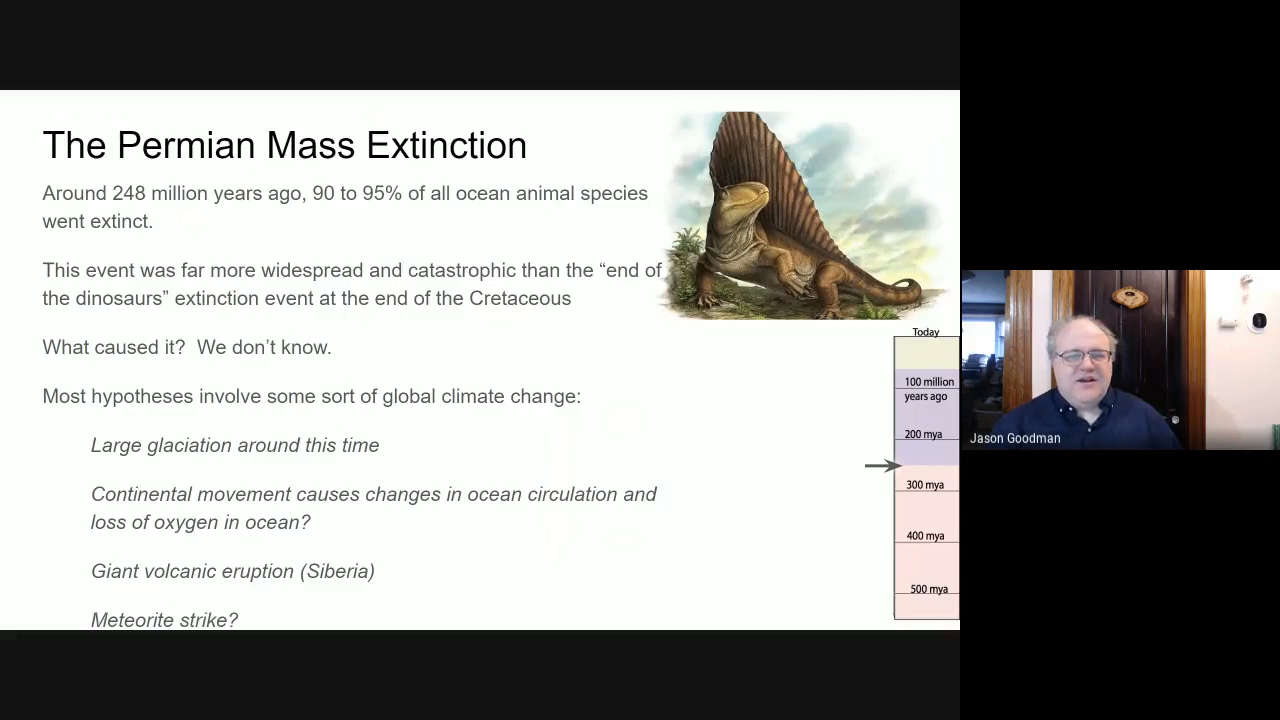 The Permian Mass Extinction
Around 248 million years ago, 90 to 95% of all ocean animal species
went extinct.
This event was far more widespread and catastrophic than the “end of
the dinosaurs” extinction event at the end of the Cretaceous
What caused it?  We don’t know.
Most hypotheses involve some sort of global climate change:
Large glaciation around this time
Continental movement causes changes in ocean circulation and
loss of oxygen in ocean?
Giant volcanic eruption (Siberia)
Meteorite strike?
Today
100 million
years ago
200 mya
300 mya
400 mya
500 mya
Jason Goodman